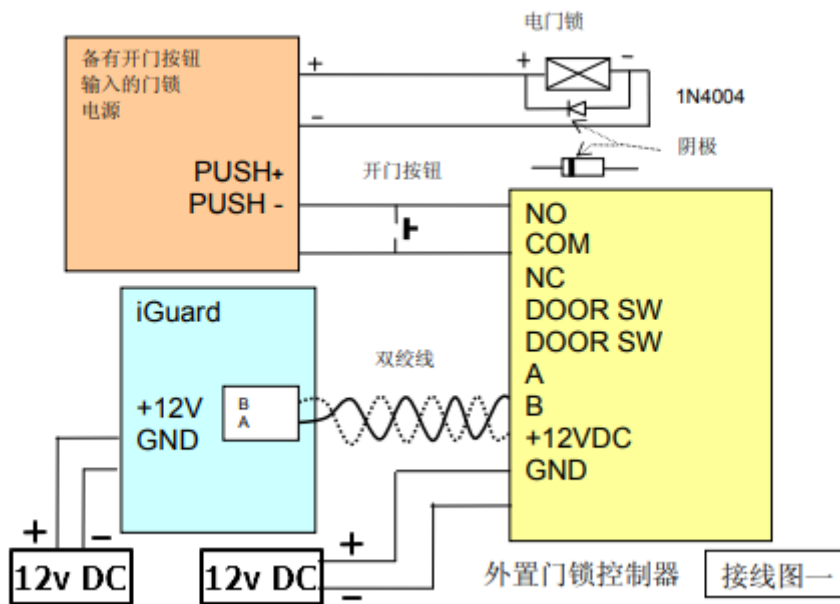 电门锁
备有开门按钮
输入的门锁
电源
+
+
-
-
1N4004
阴极
PUSH+
PUSH -
开门按钮
NO
COM
NC
DOOR SW
DOOR SW
A
B
+12VDC
GND
iGuard
双绞线
+12V
GND
B
A
+
-
12v DC
+
-
12v DC
外置门锁控制器
接线图一